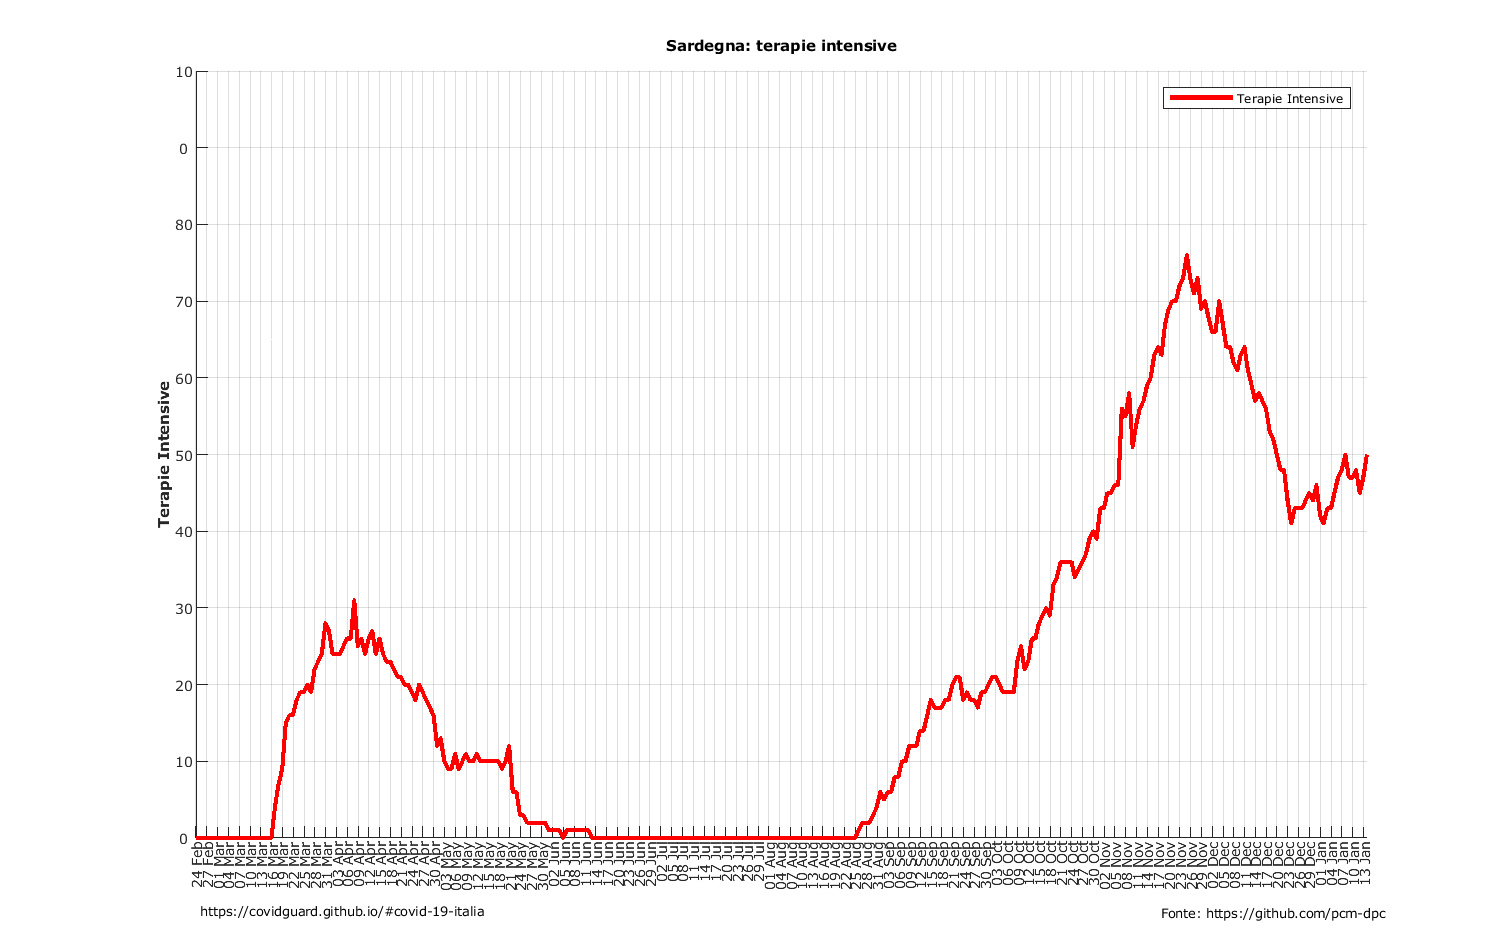 Sardegna: terapie intensive
Terapie Intensive
Terapie Intensive
10
0
80
70
60
50
40
30
20
10
0
24 Feb
27 Feb
01 Mar
04 Mar
07 Mar
10 Mar
13 Mar
16 Mar
19 Mar
22 Mar
25 Mar
28 Mar
31 Mar
03 Apr
06 Apr
09 Apr
12 Apr
15 Apr
18 Apr
21 Apr
24 Apr
27 Apr
30 Apr
03 May
06 May
09 May
12 May
15 May
18 May
21 May
24 May
27 May
30 May
02 Jun
05 Jun
08 Jun
11 Jun
14 Jun
17 Jun
20 Jun
23 Jun
26 Jun
29 Jun
02 Jul
05 Jul
08 Jul
11 Jul
14 Jul
17 Jul
20 Jul
23 Jul
26 Jul
29 Jul
01 Aug
04 Aug
07 Aug
10 Aug
13 Aug
16 Aug
19 Aug
22 Aug
25 Aug
28 Aug
31 Aug
03 Sep
06 Sep
09 Sep
12 Sep
15 Sep
18 Sep
21 Sep
24 Sep
27 Sep
30 Sep
03 Oct
06 Oct
09 Oct
12 Oct
15 Oct
18 Oct
21 Oct
24 Oct
27 Oct
30 Oct
02 Nov
05 Nov
08 Nov
11 Nov
14 Nov
17 Nov
20 Nov
23 Nov
26 Nov
29 Nov
02 Dec
05 Dec
08 Dec
11 Dec
14 Dec
17 Dec
20 Dec
23 Dec
26 Dec
29 Dec
01 Jan
04 Jan
07 Jan
10 Jan
13 Jan
https://covidguard.github.io/#covid-19-italia
Fonte: https://github.com/pcm-dpc